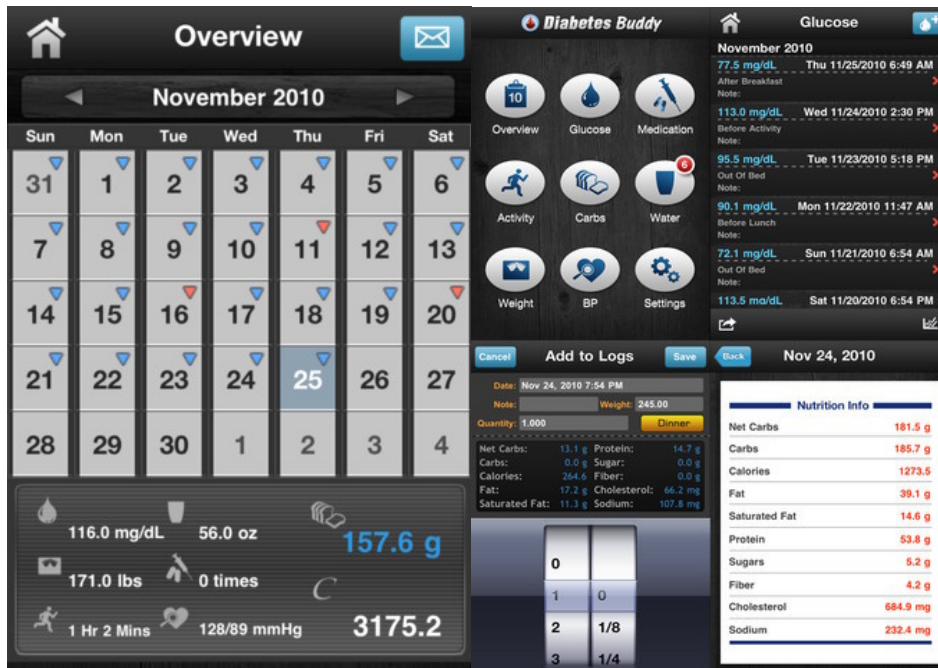 Overview
November 2010
Sun Mon Tue Wed Thu Fri Sat
31 1 2 3 4 5 6
7 8 9 10 11 12 13
14 15 16 17 18 19 20
21 22 23 24 25 26 27
28 29 30 1 2 3 4
116.0 mg/dL 56.0 oz 157.6 g
171.0 lbs 0 times C
1 Hr 2 Mins 128/89 mmHg 3175.2
Diabetes Buddy
10
Overview Glucose Medication
6
Activity Carbs Water
Weight BP Settings
Glucose
November 2010
77.5 mg/dL Thu 11/25/2010 6:49 AM
After Breakfast
Note:
113.0 mg/dL Wed 11/24/2010 2:30 PM
Before Activity
Note:
95.5 mg/dL Tue 11/23/2010 5:18 PM
Out Of Bed
Note:
90.1 mg/dL Mon 11/22/2010 11:47 AM
Before Lunch
Note:
72.1 mg/dL Sun 11/21/2010 6:54 AM
Out Of Bed
Note:
113.5 mg/dL Sat 11/20/2010 6:54 PM
Cancel Add to Logs Save
Date: Nov 24, 2010 7:54 PM
Note: Weight: 245.00
Quantity: 1.000 Dinner
Net Carbs: 13.1 g Protein: 14.7 g
Carbs: 0.0 g Sugar: 0.0 g
Calories: 264.6 Fiber: 0.0 g
Fat: 17.2 g Cholesterol: 66.2 mg
Saturated Fat: 11.3 g Sodium: 107.8 mg
0
1 0
2 1/8
3 1/4
Back Nov 24, 2010
Nutrition Info
Net Carbs 181.5 g
Carbs 185.7 g
Calories 1273.5
Fat 39.1 g
Saturated Fat 14.6 g
Protein 53.8 g
Sugars 5.2 g
Fiber 4.2 g
Cholesterol 684.9 mg
Sodium 232.4 mg